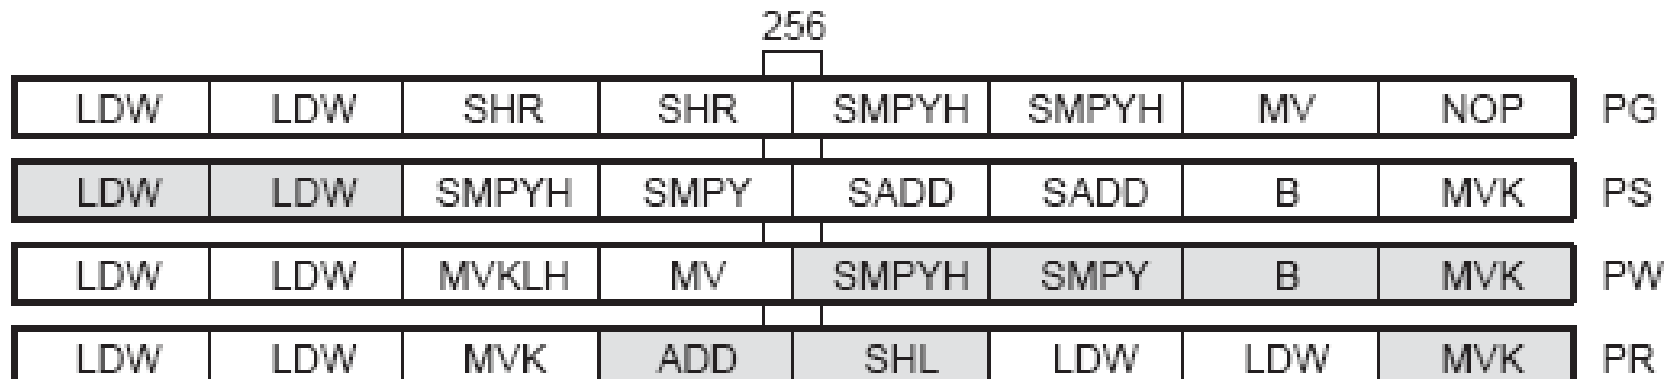 256
LDW LDW SHR SHR SMPYH SMPYH MV NOP PG
LDW LDW SMPYH SMPY SADD SADD B MVK PS
LDW LDW MVKLH MV SMPYH SMPY B MVK PW
LDW LDW MVK ADD SHL LDW LDW MVK PR